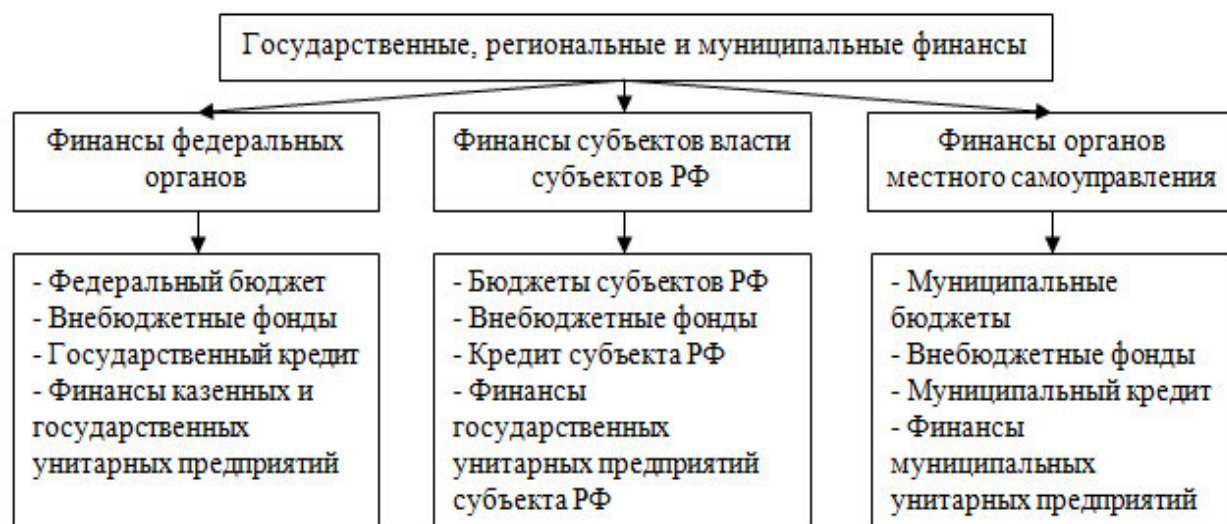 Государственные, региональные и муниципальные финансы
Финансы федеральных
органов
Финансы субъектов власти
субъектов РФ
Финансы органов
местного самоуправления
- Федеральный бюджет
- Внебюджетные фонды
- Государственный кредит
- Финансы казенных и
государственных
унитарных предприятий
- Бюджеты субъектов РФ
- Внебюджетные фонды
- Кредит субъекта РФ
- Финансы
государственных
унитарных предприятий
субъекта РФ
- Муниципальные
бюджеты
- Внебюджетные фонды
- Муниципальный кредит
- Финансы
муниципальных
унитарных предприятий